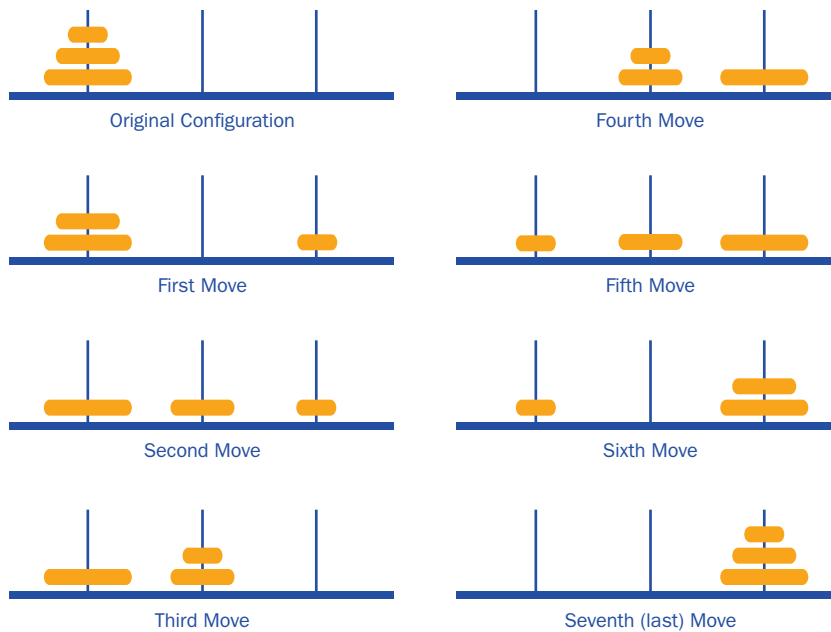 Original Configuration
First Move
Second Move
Third Move
Fourth Move
Fifth Move
Sixth Move
Seventh (last) Move